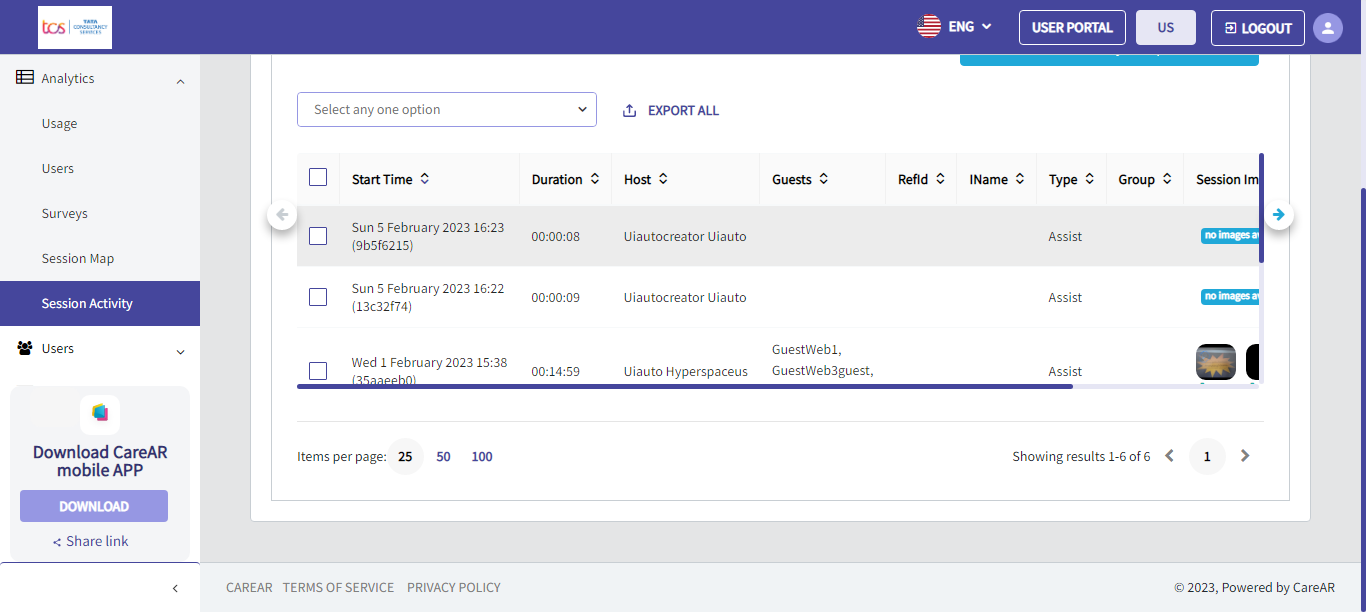 tcs TATA CONSULTANCY SERVICES
ENG
USER PORTAL
US
LOGOUT
Analytics
Usage
Users
Surveys
Session Map
Session Activity
Users
Download CareAR
mobile APP
DOWNLOAD
Share link
Select any one option
EXPORT ALL
Start Time Duration Host Guests RefId IName Type Group Session Im
Sun 5 February 2023 16:23
(9b5f6215)
00:00:08 Uiautocreator Uiauto Assist no images av
Sun 5 February 2023 16:22
(13c32f74)
00:00:09 Uiautocreator Uiauto Assist no images av
Wed 1 February 2023 15:38
(35aaeeb0)
00:14:59 Uiauto Hyperspaceus
GuestWeb1,
GuestWeb3guest,
Assist
Items per page: 25 50 100
Showing results 1-6 of 6 1
CAREAR TERMS OF SERVICE PRIVACY POLICY
© 2023, Powered by CareAR